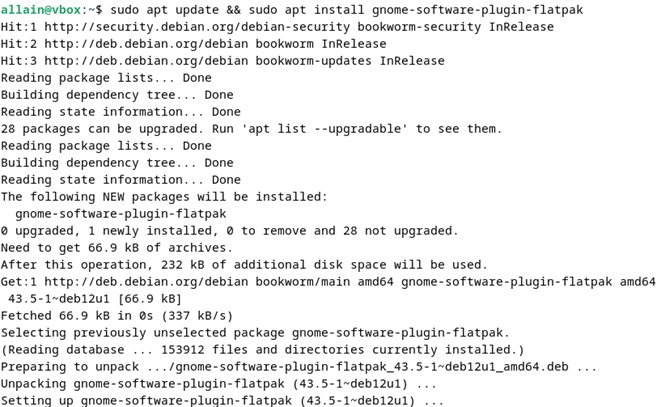 allain@vbox:~$ sudo apt update && sudo apt install gnome-software-plugin-flatpak
Hit:1 http://security.debian.org/debian-security bookworm-security InRelease
Hit:2 http://deb.debian.org/debian bookworm InRelease
Hit:3 http://deb.debian.org/debian bookworm-updates InRelease
Reading package lists... Done
Building dependency tree... Done
Reading state information... Done
28 packages can be upgraded. Run 'apt list --upgradable' to see them.
Reading package lists... Done
Building dependency tree... Done
Reading state information... Done
The following NEW packages will be installed:
  gnome-software-plugin-flatpak
0 upgraded, 1 newly installed, 0 to remove and 28 not upgraded.
Need to get 66.9 kB of archives.
After this operation, 232 kB of additional disk space will be used.
Get:1 http://deb.debian.org/debian bookworm/main amd64 gnome-software-plugin-flatpak amd64
 43.5-1~deb12u1 [66.9 kB]
Fetched 66.9 kB in 0s (337 kB/s)
Selecting previously unselected package gnome-software-plugin-flatpak.
(Reading database ... 153912 files and directories currently installed.)
Preparing to unpack .../gnome-software-plugin-flatpak_43.5-1~deb12u1_amd64.deb ...
Unpacking gnome-software-plugin-flatpak (43.5-1~deb12u1) ...
Setting up gnome-software-plugin-flatpak (43.5-1~deb12u1) ...